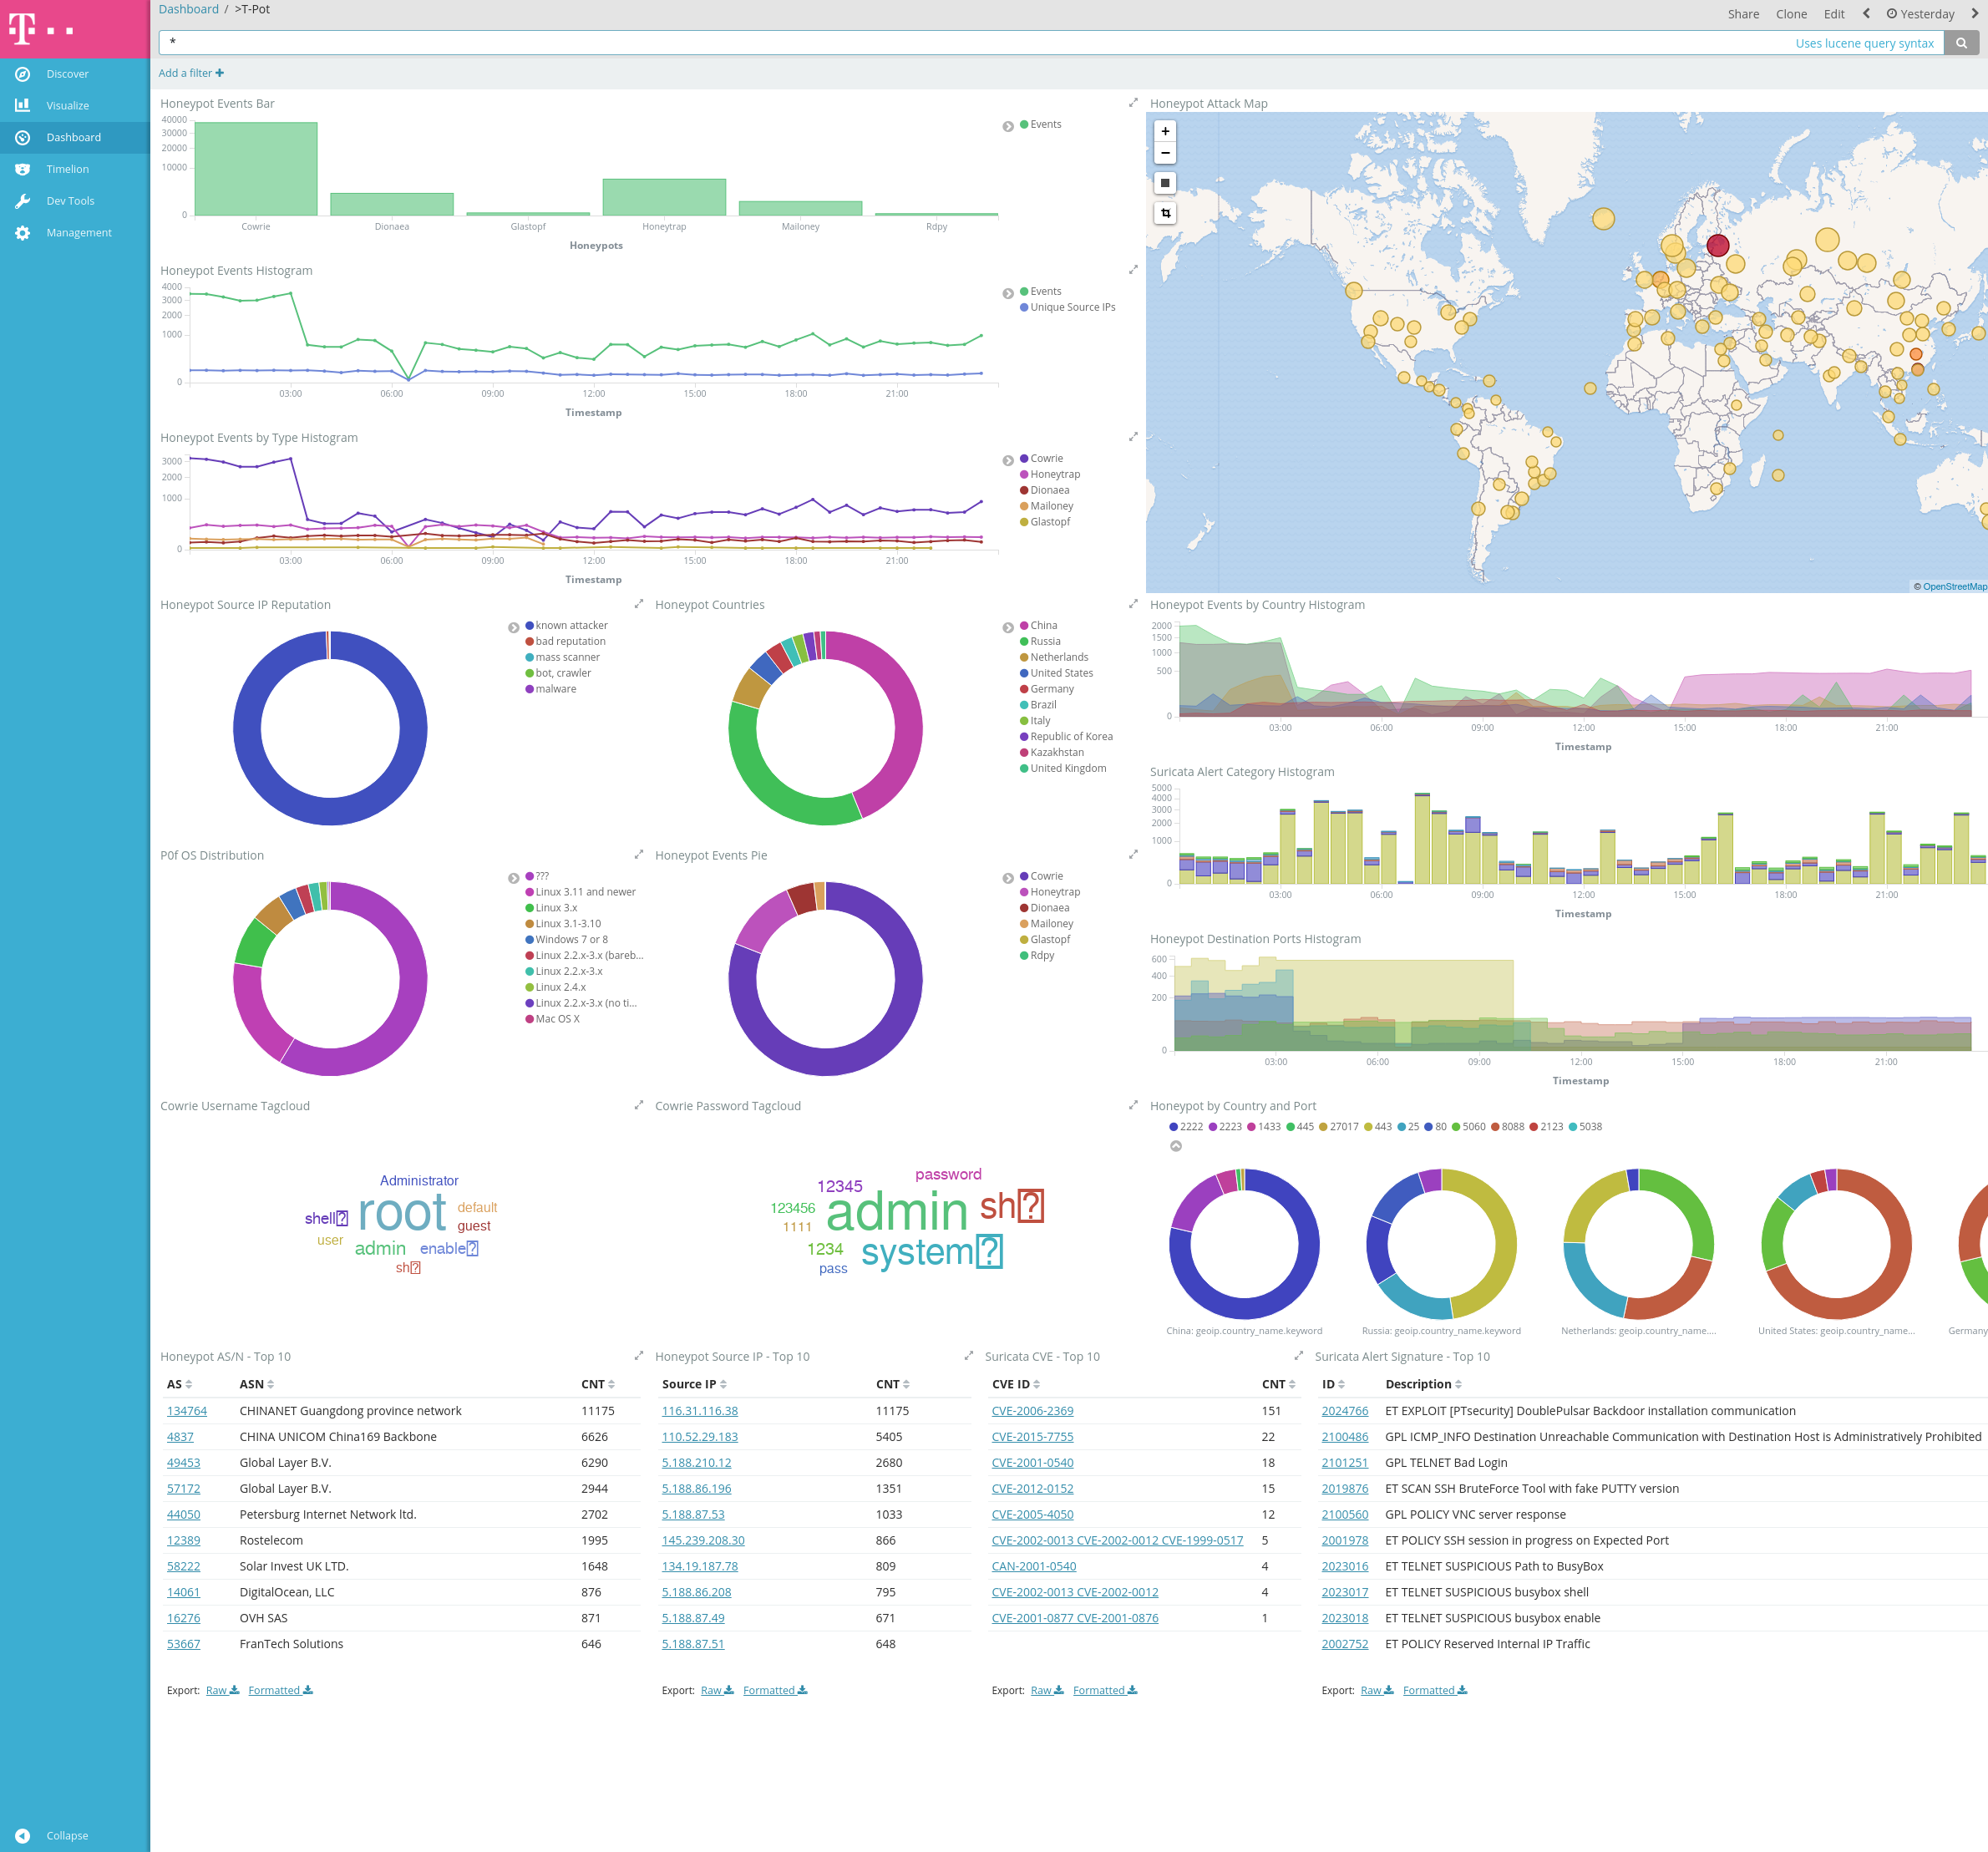 T
Dashboard / >T-Pot
Share Clone Edit Yesterday
*
Uses lucene query syntax
Add a filter
Discover
Visualize
Dashboard
Timelion
Dev Tools
Management
Collapse
Honeypot Events Bar
40000
30000
20000
10000
0
Cowrie Dionaea Glastopf Honeytrap Mailoney Rdpy
Honeypots
Events
Honeypot Events Histogram
4000
3000
2000
1000
0
03:00 06:00 09:00 12:00 15:00 18:00 21:00
Timestamp
Events
Unique Source IPs
Honeypot Events by Type Histogram
3000
2000
1000
0
03:00 06:00 09:00 12:00 15:00 18:00 21:00
Timestamp
Cowrie
Honeytrap
Dionaea
Mailoney
Glastopf
Honeypot Attack Map
+
−
© OpenStreetMap
Honeypot Source IP Reputation
known attacker
bad reputation
mass scanner
bot, crawler
malware
Honeypot Countries
China
Russia
Netherlands
United States
Germany
Brazil
Italy
Republic of Korea
Kazakhstan
United Kingdom
Honeypot Events by Country Histogram
2000
1500
1000
500
0
03:00 06:00 09:00 12:00 15:00 18:00 21:00
Timestamp
Suricata Alert Category Histogram
5000
4000
3000
2000
1000
0
03:00 06:00 09:00 12:00 15:00 18:00 21:00
Timestamp
P0f OS Distribution
???
Linux 3.11 and newer
Linux 3.x
Linux 3.1-3.10
Windows 7 or 8
Linux 2.2.x-3.x (bareb...
Linux 2.2.x-3.x
Linux 2.4.x
Linux 2.2.x-3.x (no ti...
Mac OS X
Honeypot Events Pie
Cowrie
Honeytrap
Dionaea
Mailoney
Glastopf
Rdpy
Honeypot Destination Ports Histogram
600
400
200
0
03:00 06:00 09:00 12:00 15:00 18:00 21:00
Timestamp
Cowrie Username Tagcloud
Administrator
shell root default
guest
user admin enable
sh
Cowrie Password Tagcloud
password
12345
123456 admin sh
1111
1234 system
pass
Honeypot by Country and Port
2222 2223 1433 445 27017 443 25 80 5060 8088 2123 5038
China: geoip.country_name.keyword Russia: geoip.country_name.keyword Netherlands: geoip.country_name.... United States: geoip.country_name... Germany
Honeypot AS/N - Top 10
AS ASN CNT
134764 CHINANET Guangdong province network 11175
4837 CHINA UNICOM China169 Backbone 6626
49453 Global Layer B.V. 6290
57172 Global Layer B.V. 2944
44050 Petersburg Internet Network ltd. 2702
12389 Rostelecom 1995
58222 Solar Invest UK LTD. 1648
14061 DigitalOcean, LLC 876
16276 OVH SAS 871
53667 FranTech Solutions 646
Export: Raw Formatted
Honeypot Source IP - Top 10
Source IP CNT
116.31.116.38 11175
110.52.29.183 5405
5.188.210.12 2680
5.188.86.196 1351
5.188.87.53 1033
145.239.208.30 866
134.19.187.78 809
5.188.86.208 795
5.188.87.49 671
5.188.87.51 648
Export: Raw Formatted
Suricata CVE - Top 10
CVE ID CNT
CVE-2006-2369 151
CVE-2015-7755 22
CVE-2001-0540 18
CVE-2012-0152 15
CVE-2005-4050 12
CVE-2002-0013 CVE-2002-0012 CVE-1999-0517 5
CAN-2001-0540 4
CVE-2002-0013 CVE-2002-0012 4
CVE-2001-0877 CVE-2001-0876 1
Export: Raw Formatted
Suricata Alert Signature - Top 10
ID Description
2024766 ET EXPLOIT [PTsecurity] DoublePulsar Backdoor installation communication
2100486 GPL ICMP_INFO Destination Unreachable Communication with Destination Host is Administratively Prohibited
2101251 GPL TELNET Bad Login
2019876 ET SCAN SSH BruteForce Tool with fake PUTTY version
2100560 GPL POLICY VNC server response
2001978 ET POLICY SSH session in progress on Expected Port
2023016 ET TELNET SUSPICIOUS Path to BusyBox
2023017 ET TELNET SUSPICIOUS busybox shell
2023018 ET TELNET SUSPICIOUS busybox enable
2002752 ET POLICY Reserved Internal IP Traffic
Export: Raw Formatted